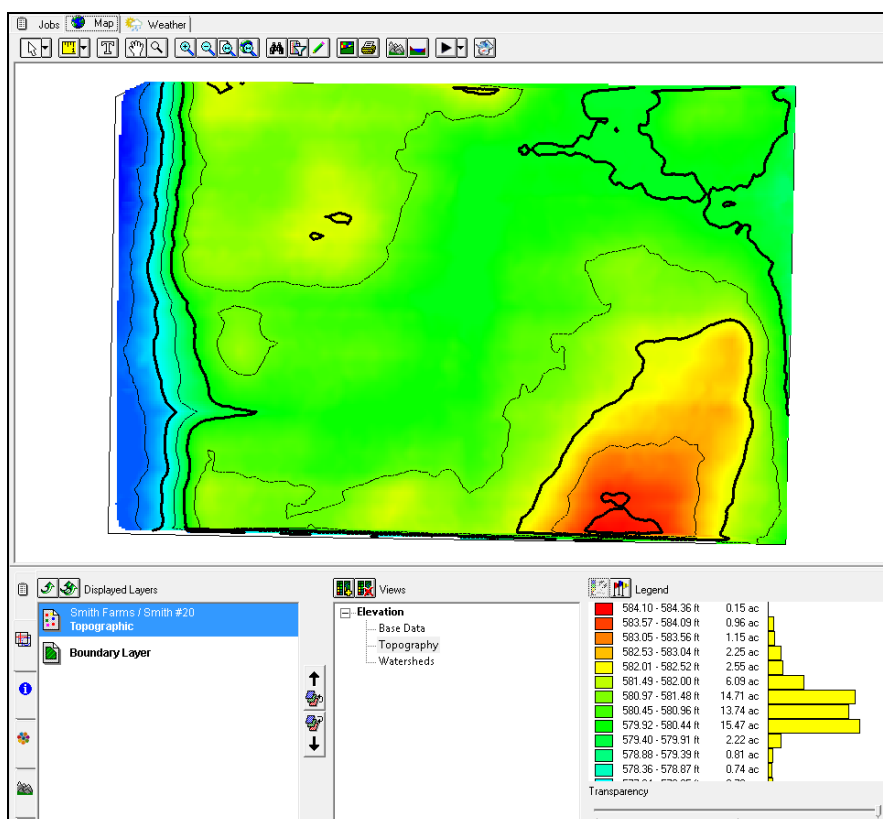 Jobs Map Weather
T
Displayed Layers
Smith Farms / Smith #20
Topographic
Boundary Layer
Views
Elevation
Base Data
Topography
Watersheds
Legend
584.10 - 584.36 ft 0.15 ac
583.57 - 584.09 ft 0.96 ac
583.05 - 583.56 ft 1.15 ac
582.53 - 583.04 ft 2.25 ac
582.01 - 582.52 ft 2.55 ac
581.49 - 582.00 ft 6.09 ac
580.97 - 581.48 ft 14.71 ac
580.45 - 580.96 ft 13.74 ac
579.92 - 580.44 ft 15.47 ac
579.40 - 579.91 ft 2.22 ac
578.88 - 579.39 ft 0.81 ac
578.36 - 578.87 ft 0.74 ac
Transparency